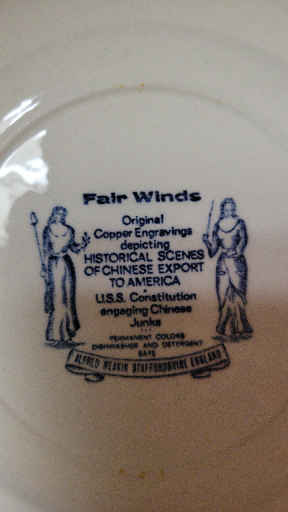 Fair Winds
Original
Copper Engravings
depicting
HISTORICAL SCENES
OF CHINESE EXPORT
TO AMERICA
U.S.S. Constitution
engaging Chinese
Junks
PERMANENT COLORS
DISHWASHER AND DETERGENT
SAFE
ALFRED MEAKIN STAFFORDSHIRE ENGLAND